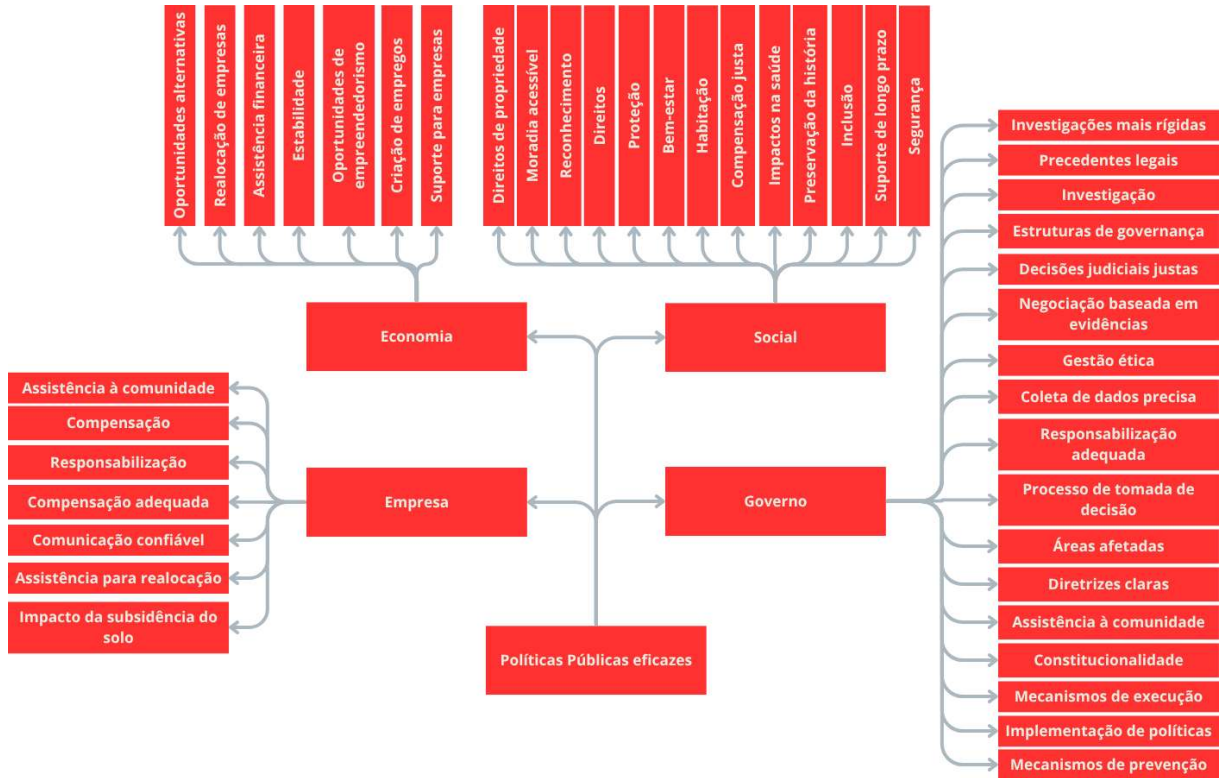 Oportunidades alternativas
Realocação de empresas
Assistência financeira
Estabilidade
Oportunidades de
empreendedorismo
Criação de empregos
Suporte para empresas
Direitos de propriedade
Moradia acessível
Reconhecimento
Direitos
Proteção
Bem-estar
Habitação
Compensação justa
Impactos na saúde
Preservação da história
Inclusão
Suporte de longo prazo
Segurança
Economia
Social
Assistência à comunidade
Compensação
Responsabilização
Compensação adequada
Comunicação confiável
Assistência para realocação
Impacto da subsidência do
solo
Empresa
Governo
Políticas Públicas eficazes
Investigações mais rígidas
Precedentes legais
Investigação
Estruturas de governança
Decisões judiciais justas
Negociação baseada em
evidências
Gestão ética
Coleta de dados precisa
Responsabilização
adequada
Processo de tomada de
decisão
Áreas afetadas
Diretrizes claras
Assistência à comunidade
Constitucionalidade
Mecanismos de execução
Implementação de políticas
Mecanismos de prevenção